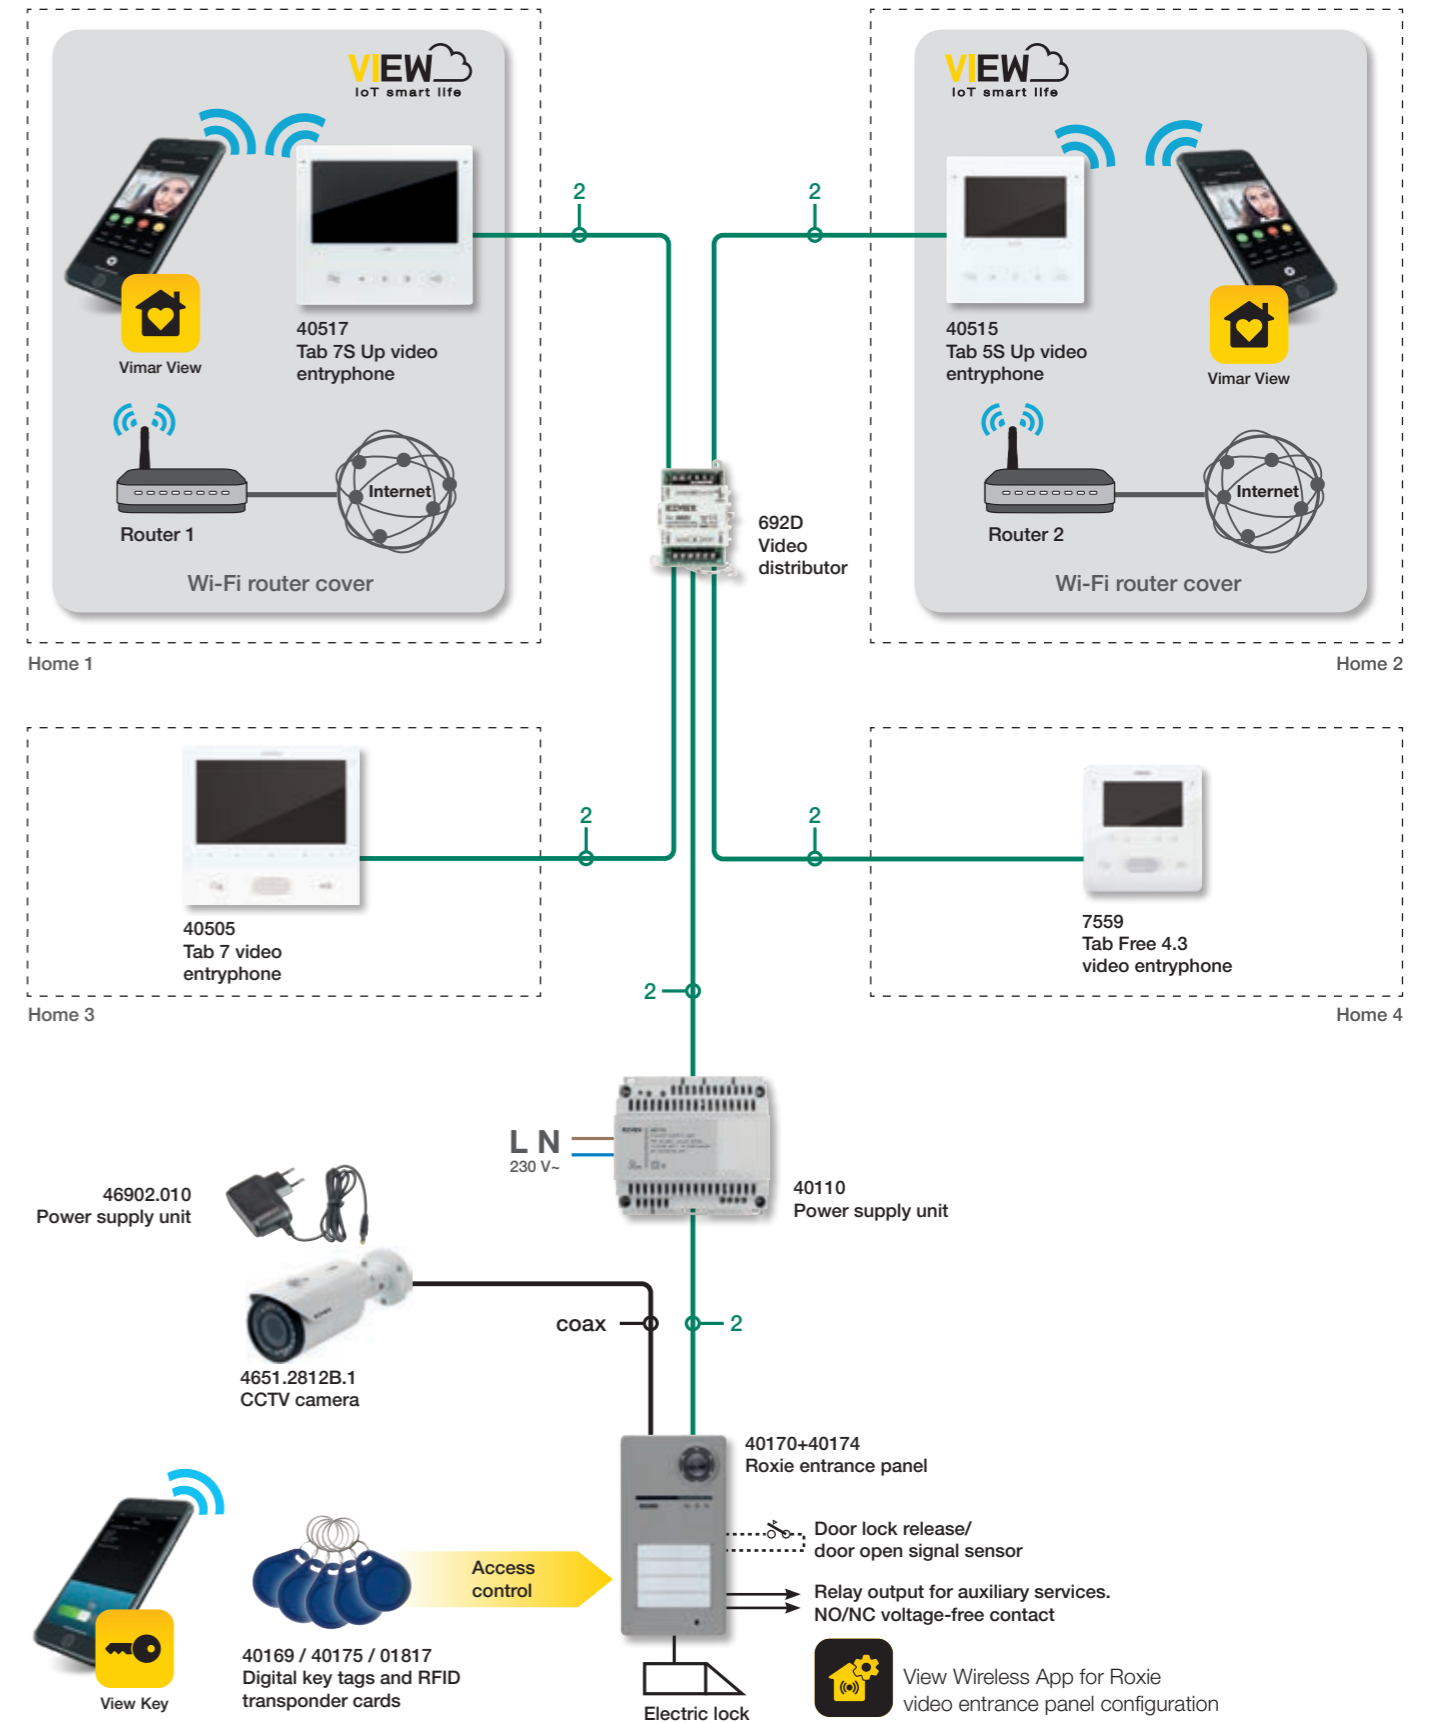 VIEW
IoT smart life
VIEW
IoT smart life
2
2
40517
Tab 7S Up video
entryphone
Vimar View
40515
Tab 5S Up video
entryphone
Vimar View
Internet
Router 1
Wi-Fi router cover
Internet
Router 2
Wi-Fi router cover
692D
Video
distributor
Home 1
Home 2
2
2
40505
Tab 7 video
entryphone
7559
Tab Free 4.3
video entryphone
Home 3
Home 4
2
L N
230 V~
40110
Power supply unit
46902.010
Power supply unit
coax
2
4651.2812B.1
CCTV camera
40170+40174
Roxie entrance panel
Door lock release/
door open signal sensor
Access
control
Relay output for auxiliary services.
NO/NC voltage-free contact
40169 / 40175 / 01817
Digital key tags and RFID
transponder cards
View Key
Electric lock
View Wireless App for Roxie
video entrance panel configuration